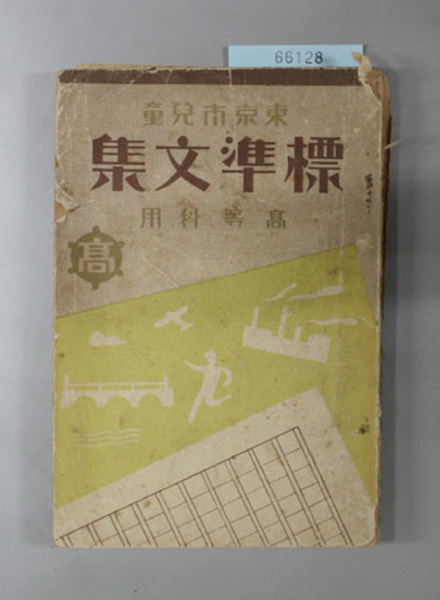 66128
東京市兒童
標準文集
高等科用
高